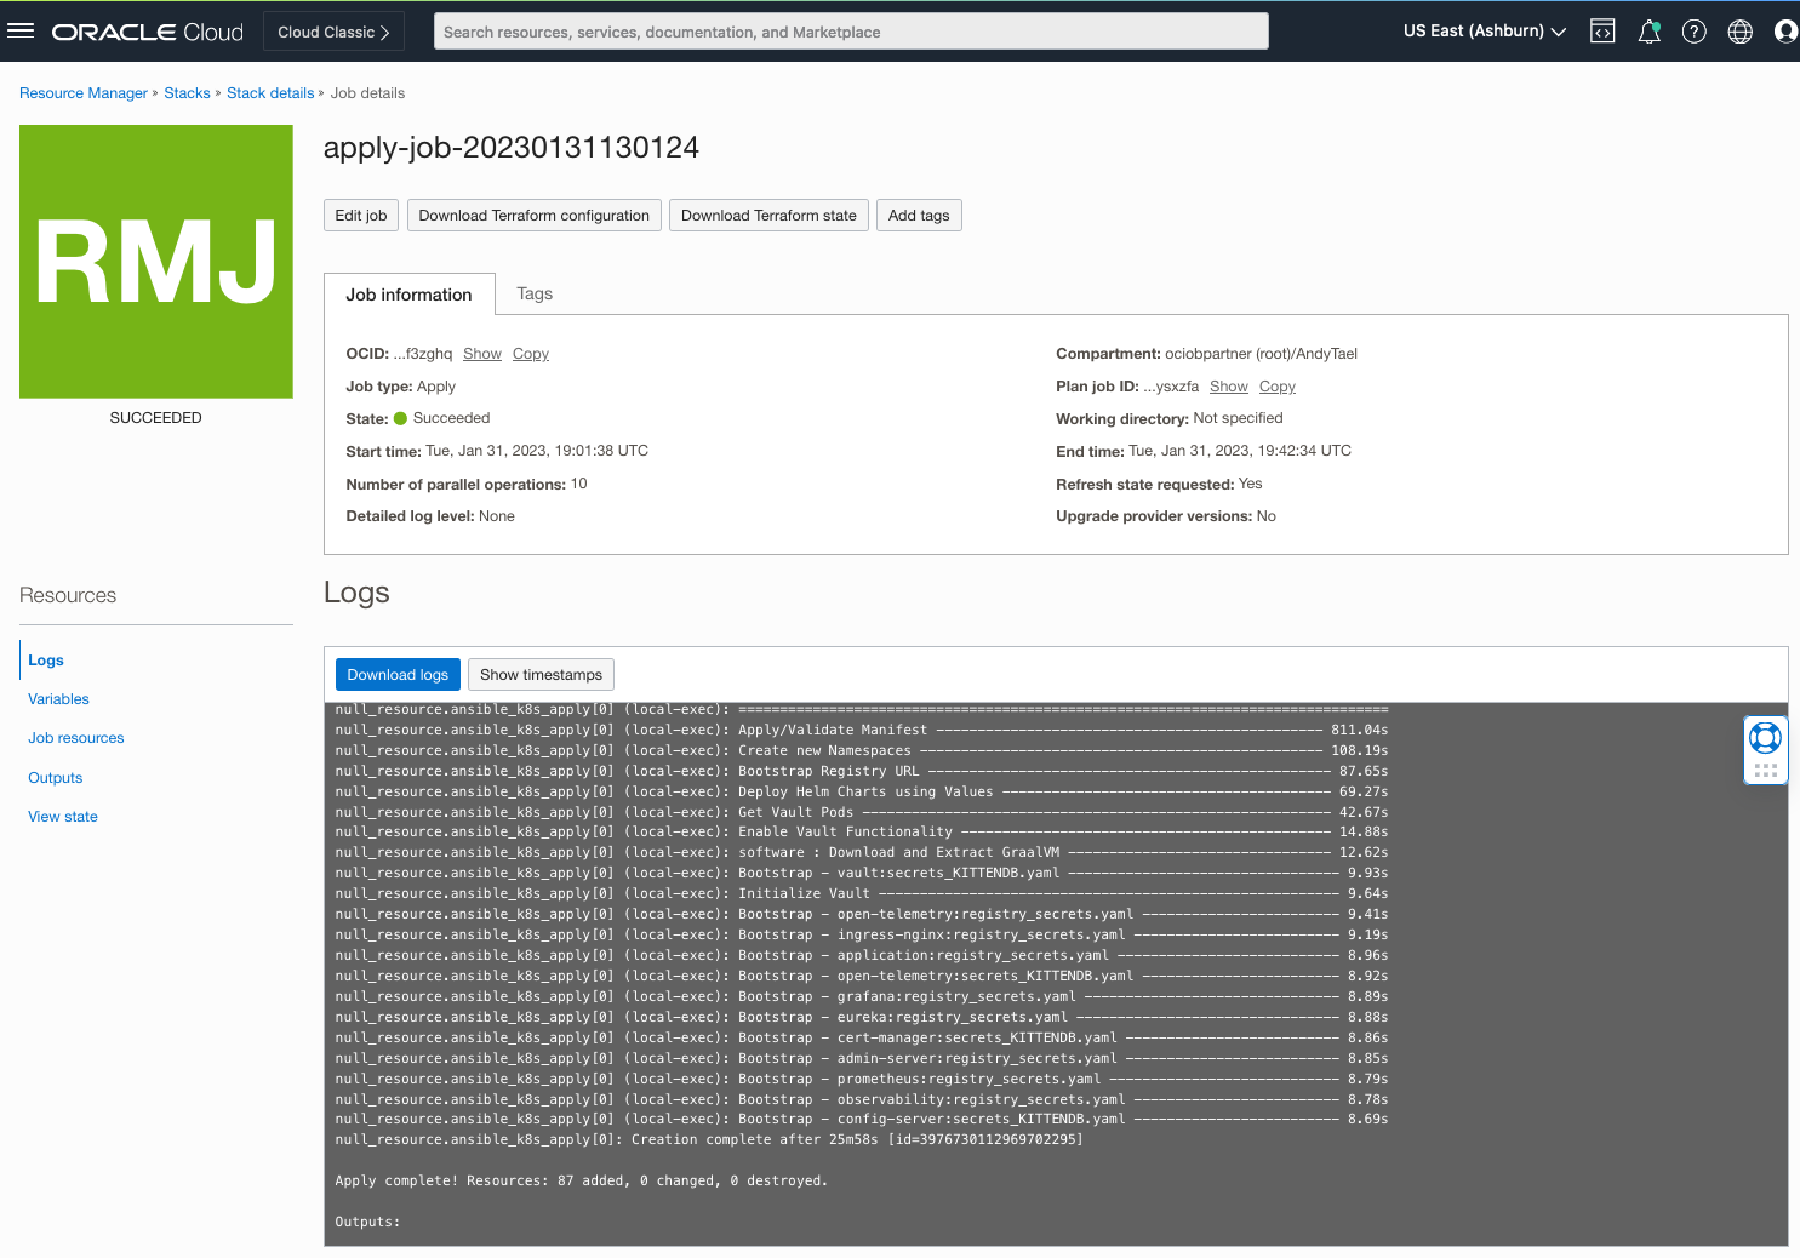 ORACLE Cloud
Cloud Classic
Search resources, services, documentation, and Marketplace
US East (Ashburn)
Resource Manager » Stacks » Stack details » Job details
RMJ
SUCCEEDED
apply-job-20230131130124
Edit job
Download Terraform configuration
Download Terraform state
Add tags
Job information
Tags
OCID: ...f3zghq Show Copy
Compartment: ociobpartner (root)/AndyTael
Job type: Apply
Plan job ID: ...ysxzfa Show Copy
State: Succeeded
Working directory: Not specified
Start time: Tue, Jan 31, 2023, 19:01:38 UTC
End time: Tue, Jan 31, 2023, 19:42:34 UTC
Number of parallel operations: 10
Refresh state requested: Yes
Detailed log level: None
Upgrade provider versions: No
Resources
Logs
Variables
Job resources
Outputs
View state
Logs
Download logs
Show timestamps
null_resource.ansible_k8s_apply[0] (local-exec): ===============================================================================
null_resource.ansible_k8s_apply[0] (local-exec): Apply/Validate Manifest ----------------------------------------------- 811.04s
null_resource.ansible_k8s_apply[0] (local-exec): Create new Namespaces ------------------------------------------------- 108.19s
null_resource.ansible_k8s_apply[0] (local-exec): Bootstrap Registry URL ------------------------------------------------- 87.65s
null_resource.ansible_k8s_apply[0] (local-exec): Deploy Helm Charts using Values ---------------------------------------- 69.27s
null_resource.ansible_k8s_apply[0] (local-exec): Get Vault Pods --------------------------------------------------------- 42.67s
null_resource.ansible_k8s_apply[0] (local-exec): Enable Vault Functionality --------------------------------------------- 14.88s
null_resource.ansible_k8s_apply[0] (local-exec): software : Download and Extract GraalVM -------------------------------- 12.62s
null_resource.ansible_k8s_apply[0] (local-exec): Bootstrap - vault:secrets_KITTENDB.yaml --------------------------------- 9.93s
null_resource.ansible_k8s_apply[0] (local-exec): Initialize Vault -------------------------------------------------------- 9.64s
null_resource.ansible_k8s_apply[0] (local-exec): Bootstrap - open-telemetry:registry_secrets.yaml ------------------------ 9.41s
null_resource.ansible_k8s_apply[0] (local-exec): Bootstrap - ingress-nginx:registry_secrets.yaml ------------------------- 9.19s
null_resource.ansible_k8s_apply[0] (local-exec): Bootstrap - application:registry_secrets.yaml --------------------------- 8.96s
null_resource.ansible_k8s_apply[0] (local-exec): Bootstrap - open-telemetry:secrets_KITTENDB.yaml ------------------------ 8.92s
null_resource.ansible_k8s_apply[0] (local-exec): Bootstrap - grafana:registry_secrets.yaml ------------------------------- 8.89s
null_resource.ansible_k8s_apply[0] (local-exec): Bootstrap - eureka:registry_secrets.yaml -------------------------------- 8.88s
null_resource.ansible_k8s_apply[0] (local-exec): Bootstrap - cert-manager:secrets_KITTENDB.yaml -------------------------- 8.86s
null_resource.ansible_k8s_apply[0] (local-exec): Bootstrap - admin-server:registry_secrets.yaml -------------------------- 8.85s
null_resource.ansible_k8s_apply[0] (local-exec): Bootstrap - prometheus:registry_secrets.yaml ---------------------------- 8.79s
null_resource.ansible_k8s_apply[0] (local-exec): Bootstrap - observability:registry_secrets.yaml ------------------------- 8.78s
null_resource.ansible_k8s_apply[0] (local-exec): Bootstrap - config-server:secrets_KITTENDB.yaml ------------------------- 8.69s
null_resource.ansible_k8s_apply[0]: Creation complete after 25m58s [id=3976730112969702295]
Apply complete! Resources: 87 added, 0 changed, 0 destroyed.
Outputs: